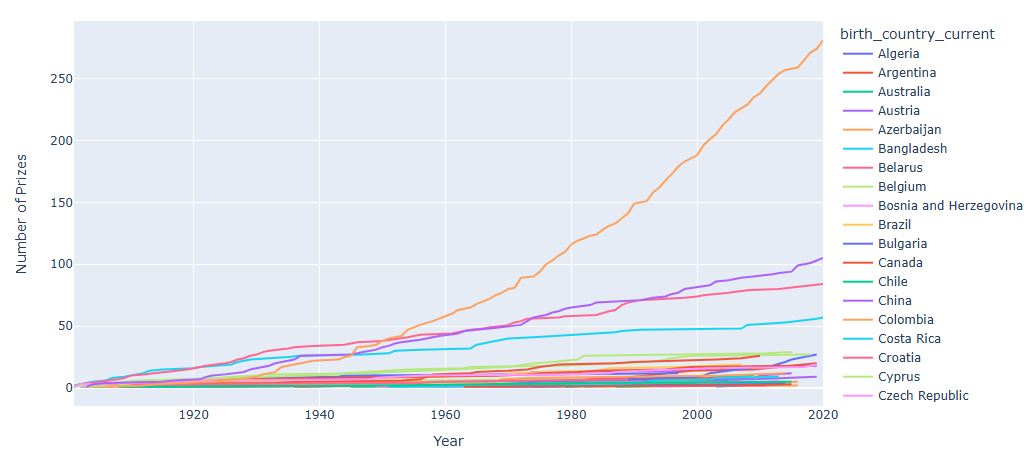 birth_country_current
Algeria
Argentina
Australia
Austria
Azerbaijan
Bangladesh
Belarus
Belgium
Bosnia and Herzegovina
Brazil
Bulgaria
Canada
Chile
China
Colombia
Costa Rica
Croatia
Cyprus
Czech Republic
Number of Prizes
250
200
150
100
50
0
1920
1940
1960
1980
2000
2020
Year